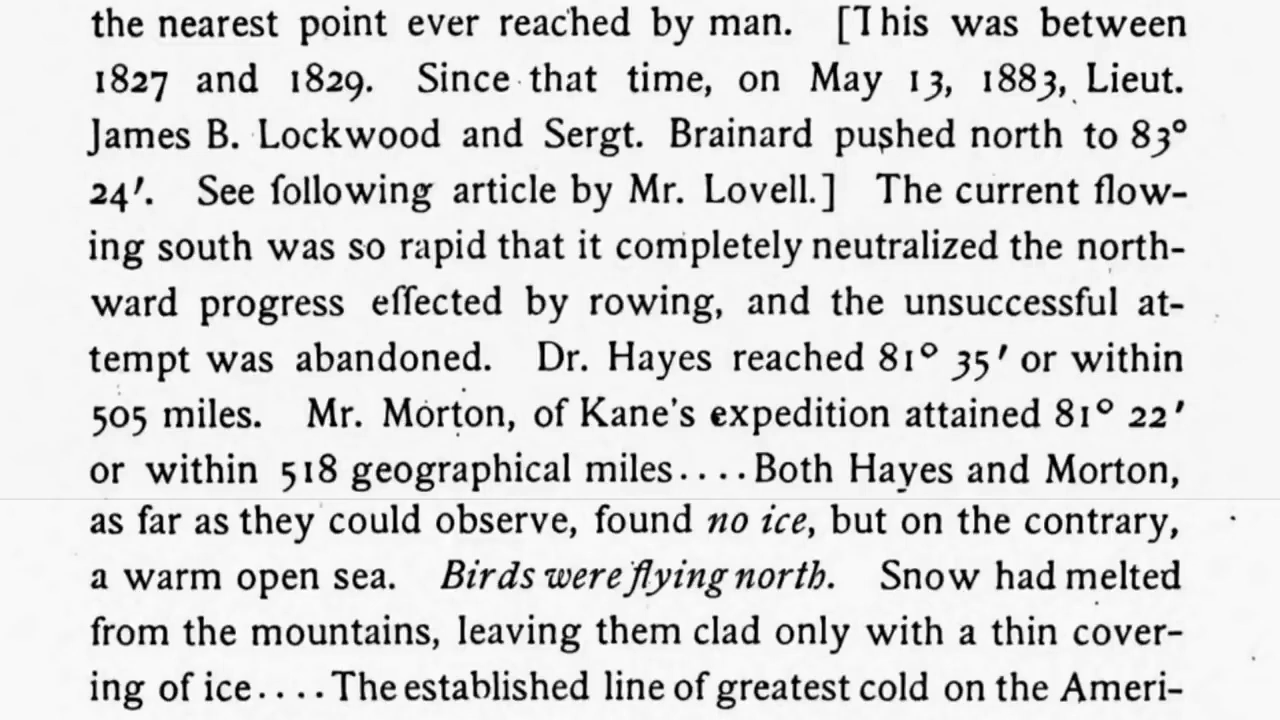 the nearest point ever reached by man. [This was between
1827 and 1829. Since that time, on May 13, 1883, Lieut.
James B. Lockwood and Sergt. Brainard pushed north to 83°
24′. See following article by Mr. Lovell.] The current flow-
ing south was so rapid that it completely neutralized the north-
ward progress effected by rowing, and the unsuccessful at-
tempt was abandoned. Dr. Hayes reached 81° 35′ or within
505 miles. Mr. Morton, of Kane's expedition attained 81° 22′
or within 518 geographical miles....Both Hayes and Morton,
as far as they could observe, found no ice, but on the contrary,
a warm open sea. Birds were flying north. Snow had melted
from the mountains, leaving them clad only with a thin cover-
ing of ice....The established line of greatest cold on the Ameri-